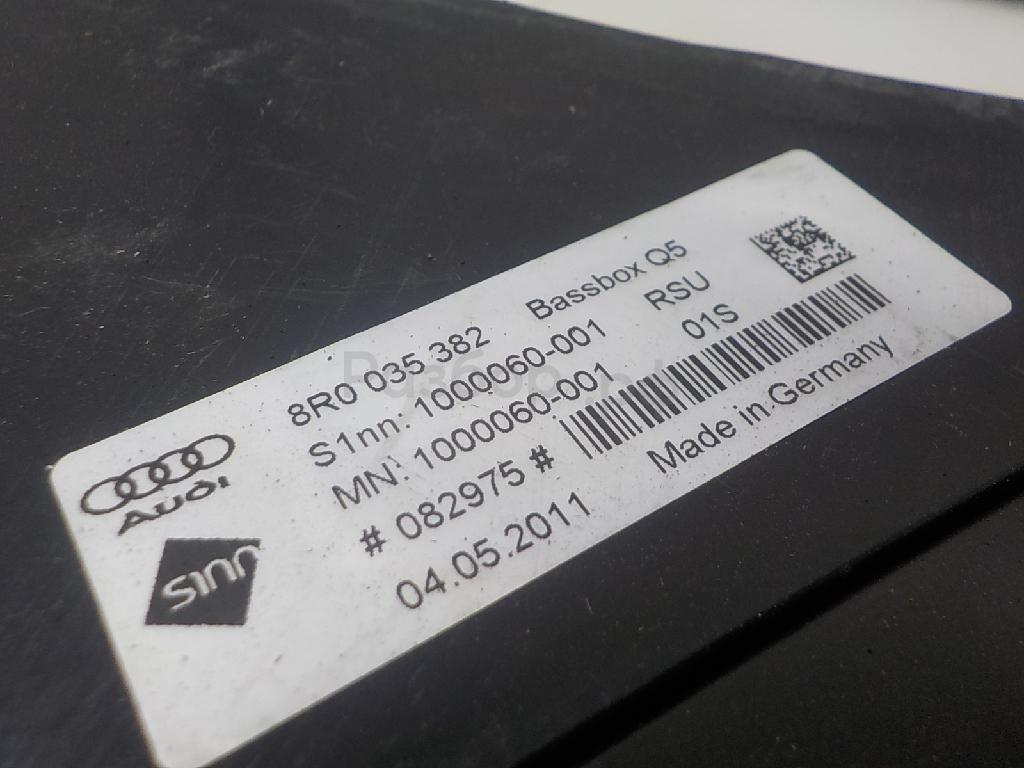 8R0 035 382 Bassbox Q5
S1nn: 1000060-001 RSU
MN: 1000060-001 01S
# 082975 #
04.05.2011 Made in Germany
AUDI
S1nn